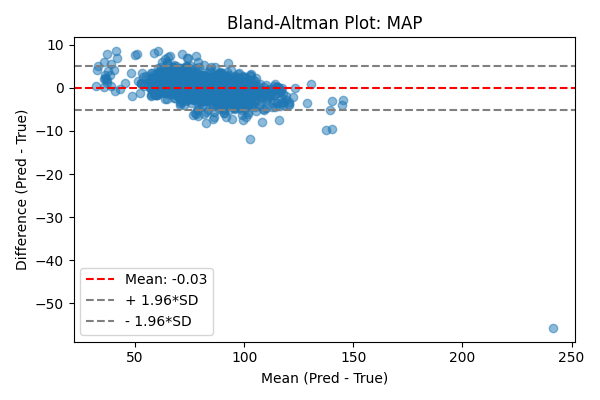 Bland-Altman Plot: MAP
10
0
−10
−20
−30
−40
−50
Difference (Pred - True)
Mean: -0.03
+ 1.96*SD
- 1.96*SD
50
100
150
200
250
Mean (Pred - True)